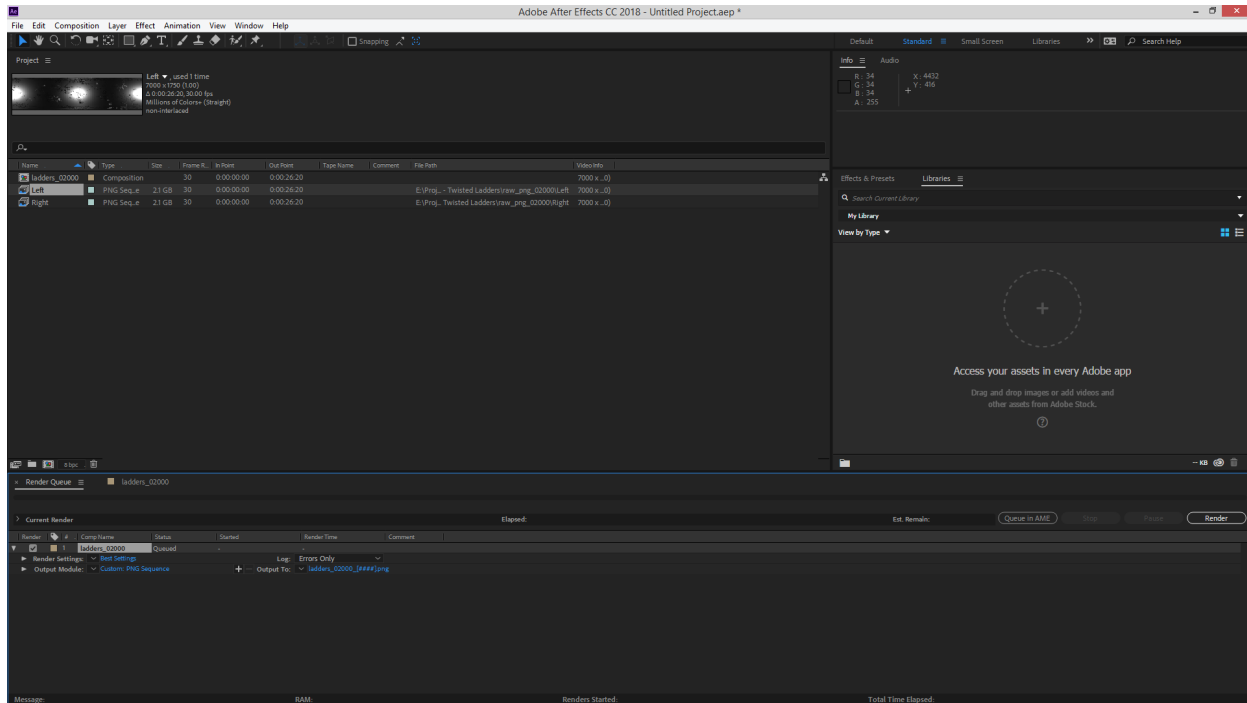 Ae
Adobe After Effects CC 2018 - Untitled Project.aep *
File Edit Composition Layer Effect Animation View Window Help
Snapping
Default Standard Small Screen Libraries Search Help
Project
Left, used 1 time
7000 x 1750 (1.00)
Δ 0:00:26:20, 30.00 fps
Millions of Colors+ (Straight)
non-interlaced
Info Audio
R : 34 X : 4432
G : 34 Y : 416
B : 34
A : 255
Name Type Size Frame R... In Point Out Point Tape Name Comment File Path Video Info
ladders_02000 Composition 30 0:00:00:00 0:00:26:20 7000 x ...0)
Left PNG Seq...e 2.1 GB 30 0:00:00:00 0:00:26:20 E:\Proj... - Twisted Ladders\raw_png_02000\Left 7000 x ...0)
Right PNG Seq...e 2.1 GB 30 0:00:00:00 0:00:26:20 E:\Proj... Twisted Ladders\raw_png_02000\Right 7000 x ...0)
Effects & Presets Libraries
Search Current Library
My Library
View by Type
Access your assets in every Adobe app
Drag and drop images or add videos and
other assets from Adobe Stock.
?
8 bpc
-- KB
× Render Queue ladders_02000
Current Render Elapsed: Est. Remain: Queue in AME Stop Pause Render
Render # Comp Name Status Started Render Time Comment
1 ladders_02000 Queued - -
Render Settings: Best Settings Log: Errors Only
Output Module: Custom: PNG Sequence + – Output To: ladders_02000_[####].png
Message: RAM: Renders Started: Total Time Elapsed: